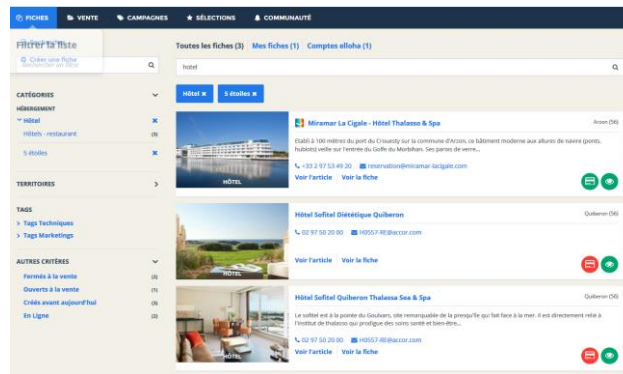 FICHES VENTE CAMPAGNES SÉLECTIONS COMMUNAUTÉ
Filtrer la liste
Créer une fiche
Toutes les fiches (3) Mes fiches (1) Comptes elloha (1)
hotel
Hôtel × 5 étoiles ×
CATÉGORIES
HÉBERGEMENT
Hôtel
Hôtels - restaurant (3)
5 étoiles
TERRITOIRES
TAGS
> Tags Techniques
> Tags Marketings
AUTRES CRITÈRES
Fermés à la vente (2)
Ouverts à la vente (1)
Créés avant aujourd'hui (3)
En Ligne (3)
Miramar La Cigale - Hôtel Thalasso & Spa
Arzon (56)
Etabli à 100 mètres du port du Crouesty sur la commune d'Arzon, ce bâtiment moderne aux allures de navire (ponts,
hublots) veille sur l'entrée du Golfe du Morbihan. Ses parois de verre...
+33 2 97 53 49 20 reservation@miramar-lacigale.com
Voir l'article Voir la fiche
HÔTEL
Hôtel Sofitel Diététique Quiberon
Quiberon (56)
02 97 50 20 00 H0557-RE@accor.com
Voir l'article Voir la fiche
HÔTEL
Hôtel Sofitel Quiberon Thalassa Sea & Spa
Quiberon (56)
Le sofitel est à la pointe du Goulvars, site remarquable de la presqu'île qui fait face à la mer. Il est directement relié à
l'institut de thalasso qui prodigue des soins santé et bien-être...
02 97 50 20 00 H0557-RE@accor.com
Voir l'article Voir la fiche
HÔTEL